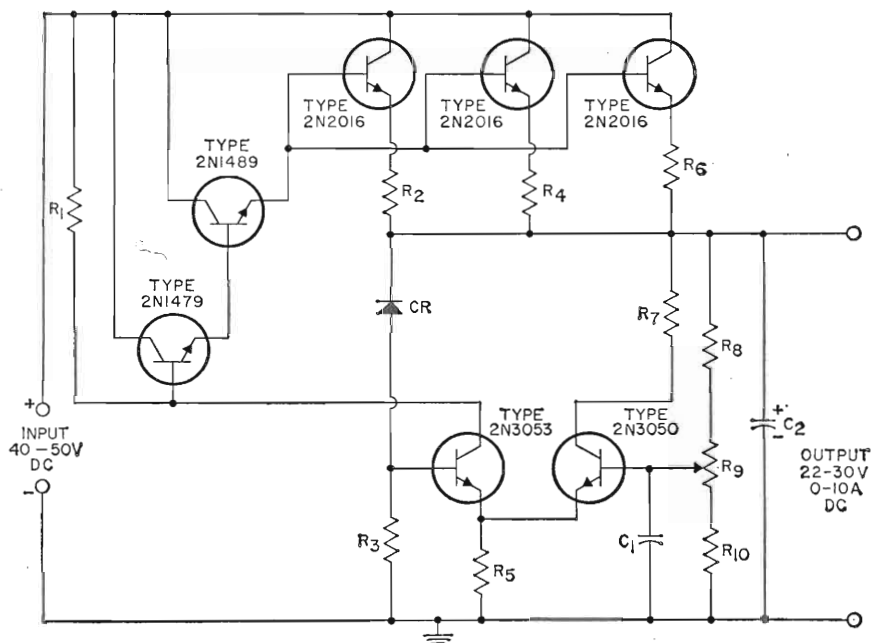 TYPE
2N2016
TYPE
2N2016
TYPE
2N2016
TYPE
2N1489
R1
R2
R4
R6
TYPE
2N1479
CR
R7
R8
+
INPUT
40-50V
DC
-
TYPE
2N3053
TYPE
2N3050
R9
+
-
C2
OUTPUT
22-30V
0-10A
DC
R3
R5
C1
R10